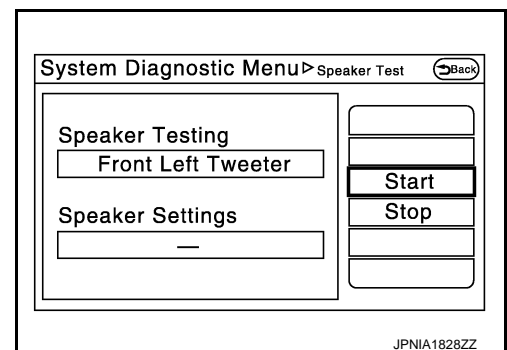 System Diagnostic Menu▷Speaker Test Back
Speaker Testing
Front Left Tweeter
Speaker Settings
—
Start
Stop
JPNIA1828ZZ